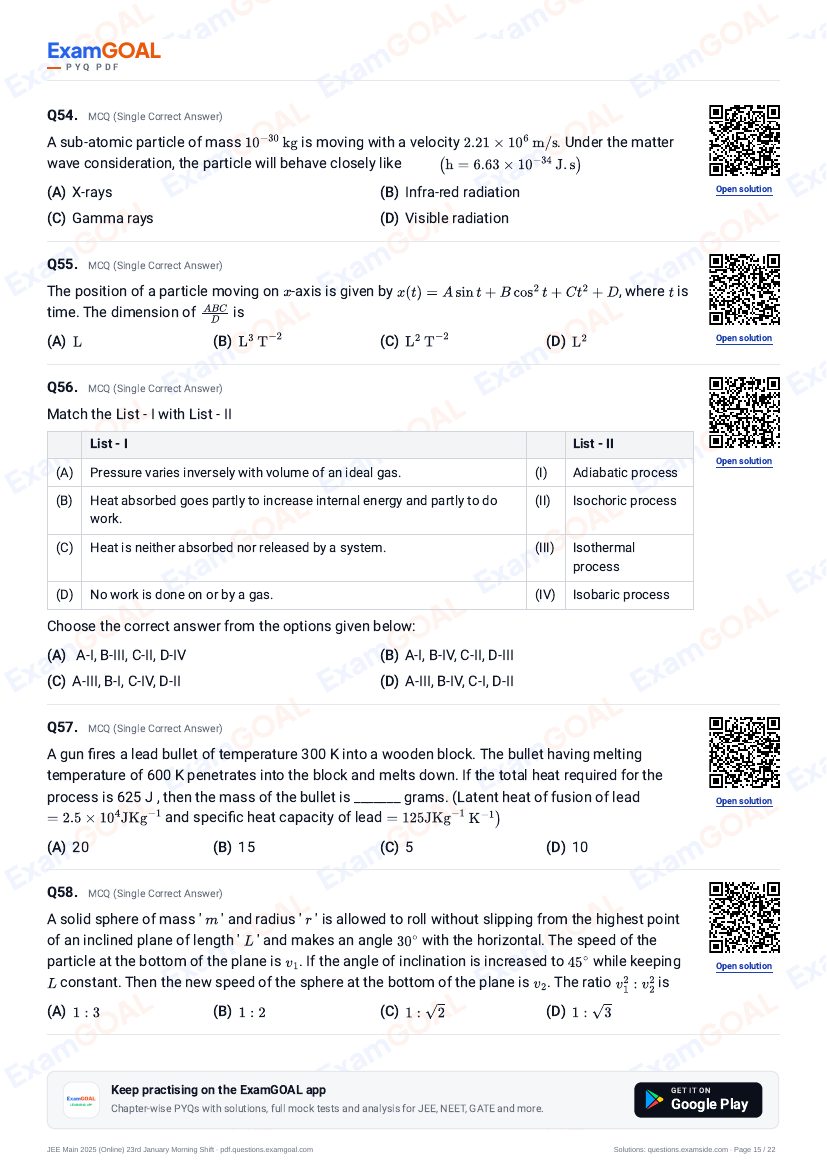 ExamGOAL
PYQ PDF
Q54. MCQ (Single Correct Answer)
A sub-atomic particle of mass 10⁻³⁰ kg is moving with a velocity 2.21 × 10⁶ m/s. Under the matter
wave consideration, the particle will behave closely like (h = 6.63 × 10⁻³⁴ J.s)
(A) X-rays (B) Infra-red radiation
(C) Gamma rays (D) Visible radiation
Open solution
Q55. MCQ (Single Correct Answer)
The position of a particle moving on x-axis is given by x(t) = A sin t + B cos² t + Ct² + D, where t is
time. The dimension of ABC/D is
(A) L (B) L³ T⁻² (C) L² T⁻² (D) L²
Open solution
Q56. MCQ (Single Correct Answer)
Match the List - I with List - II
List - I List - II
(A) Pressure varies inversely with volume of an ideal gas. (I) Adiabatic process
(B) Heat absorbed goes partly to increase internal energy and partly to do (II) Isochoric process
work.
(C) Heat is neither absorbed nor released by a system. (III) Isothermal
process
(D) No work is done on or by a gas. (IV) Isobaric process
Open solution
Choose the correct answer from the options given below:
(A) A-I, B-III, C-II, D-IV (B) A-I, B-IV, C-II, D-III
(C) A-III, B-I, C-IV, D-II (D) A-III, B-IV, C-I, D-II
Q57. MCQ (Single Correct Answer)
A gun fires a lead bullet of temperature 300 K into a wooden block. The bullet having melting
temperature of 600 K penetrates into the block and melts down. If the total heat required for the
process is 625 J , then the mass of the bullet is _______ grams. (Latent heat of fusion of lead
= 2.5 × 10⁴JKg⁻¹ and specific heat capacity of lead = 125JKg⁻¹ K⁻¹)
(A) 20 (B) 15 (C) 5 (D) 10
Open solution
Q58. MCQ (Single Correct Answer)
A solid sphere of mass ' m ' and radius ' r ' is allowed to roll without slipping from the highest point
of an inclined plane of length ' L ' and makes an angle 30° with the horizontal. The speed of the
particle at the bottom of the plane is v₁. If the angle of inclination is increased to 45° while keeping
L constant. Then the new speed of the sphere at the bottom of the plane is v₂. The ratio v₁² : v₂² is
(A) 1 : 3 (B) 1 : 2 (C) 1 : √2 (D) 1 : √3
Open solution
Keep practising on the ExamGOAL app
Chapter-wise PYQs with solutions, full mock tests and analysis for JEE, NEET, GATE and more.
GET IT ON
Google Play
JEE Main 2025 (Online) 23rd January Morning Shift · pdf.questions.examgoal.com Solutions: questions.examside.com · Page 15 / 22